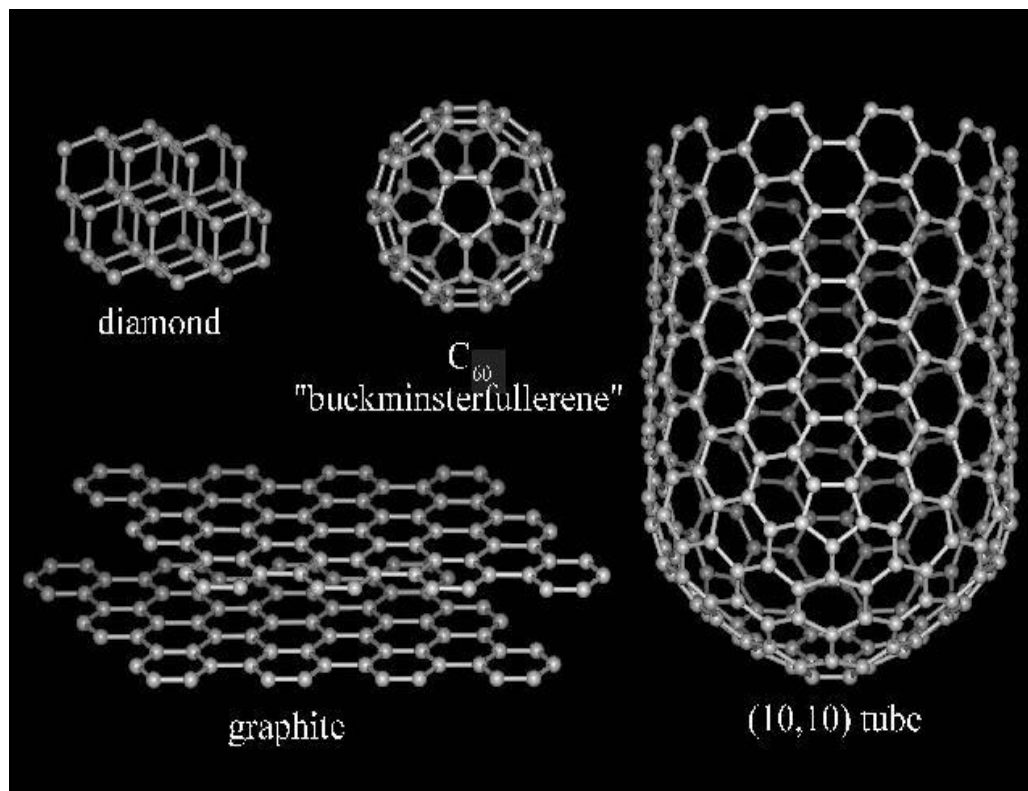 diamond
C60
"buckminsterfullerene"
graphite
(10,10) tube